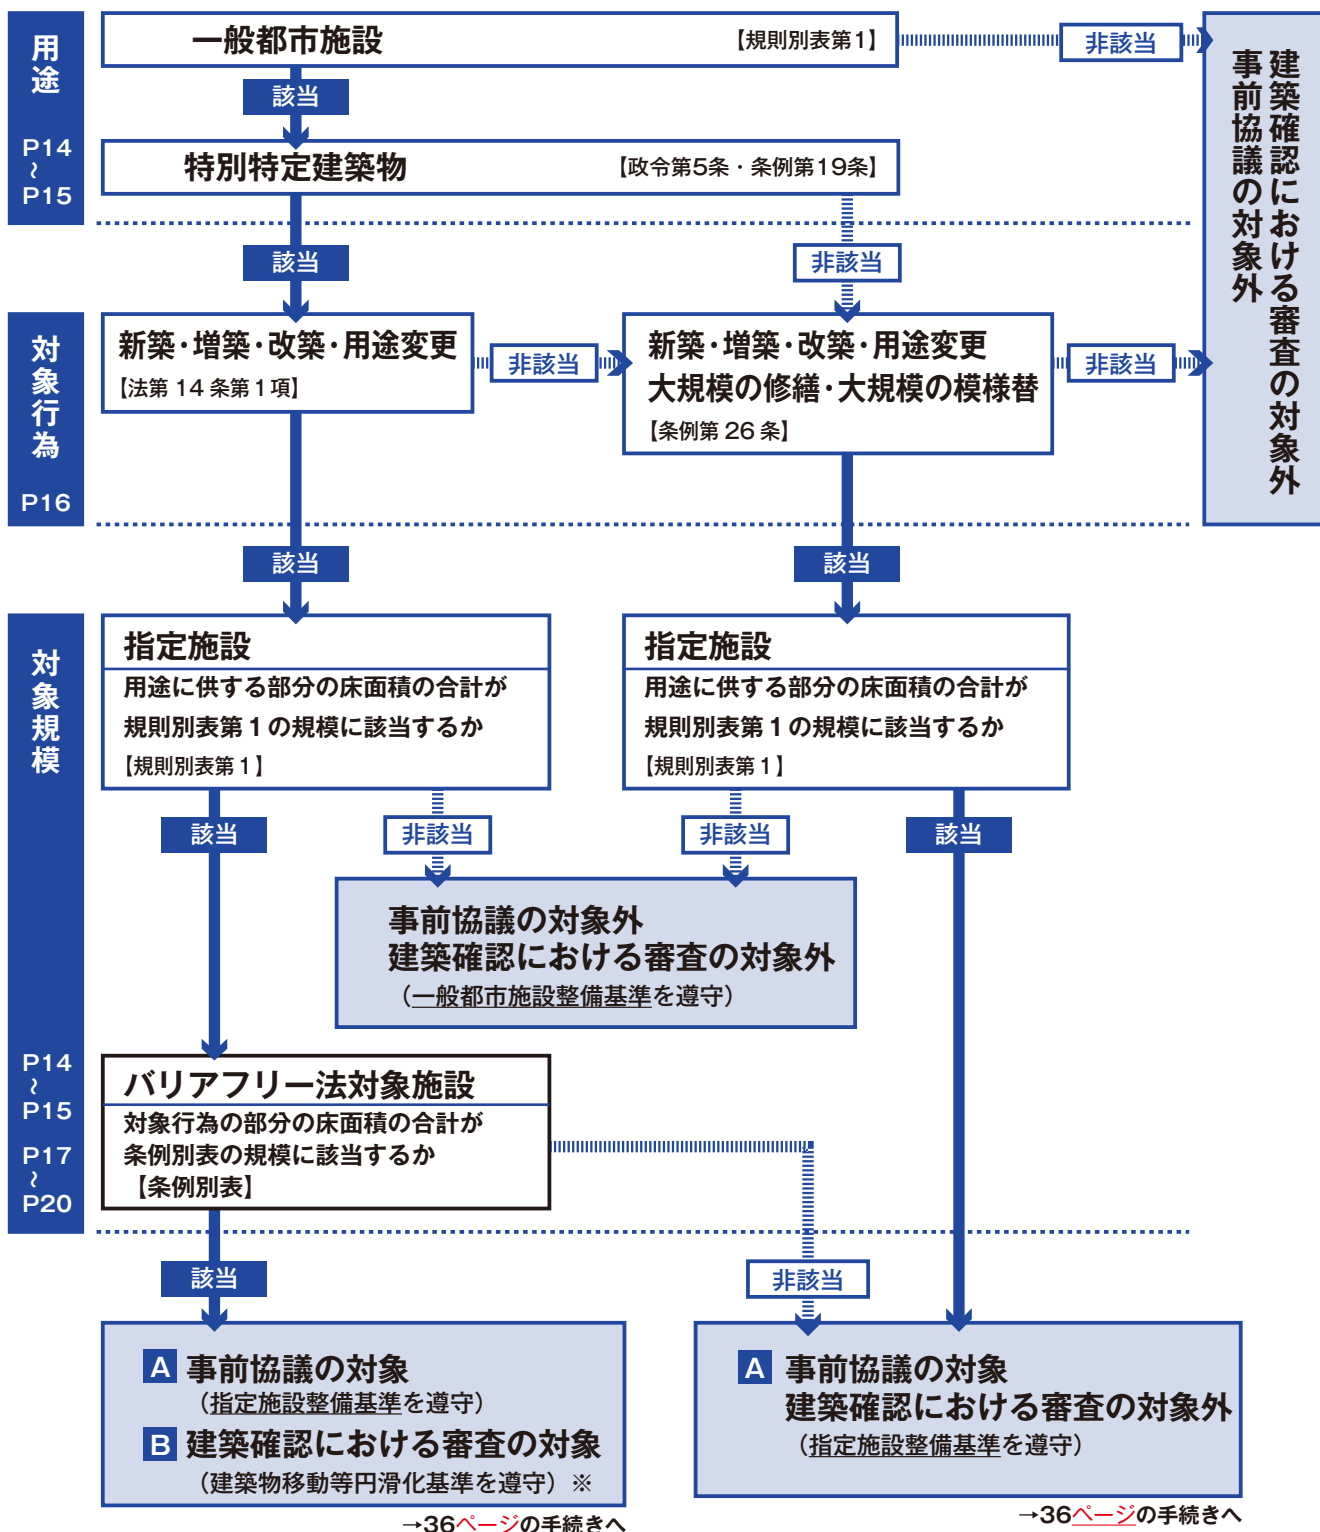 用途
P14
~
P15
一般都市施設 【規則別表第1】
非該当
事前協議の対象外
建築確認における審査の対象外
該当
特別特定建築物 【政令第5条・条例第19条】
該当
非該当
対象行為
P16
新築・増築・改築・用途変更
【法第14条第1項】
非該当
新築・増築・改築・用途変更
大規模の修繕・大規模の模様替
【条例第26条】
非該当
該当
該当
対象規模
P14
~
P15
P17
~
P20
指定施設
用途に供する部分の床面積の合計が
規則別表第1の規模に該当するか
【規則別表第1】
指定施設
用途に供する部分の床面積の合計が
規則別表第1の規模に該当するか
【規則別表第1】
該当
非該当
非該当
該当
事前協議の対象外
建築確認における審査の対象外
（一般都市施設整備基準を遵守）
バリアフリー法対象施設
対象行為の部分の床面積の合計が
条例別表の規模に該当するか
【条例別表】
該当
非該当
A 事前協議の対象
（指定施設整備基準を遵守）
B 建築確認における審査の対象
（建築物移動等円滑化基準を遵守）※
→36ページの手続きへ
A 事前協議の対象
建築確認における審査の対象外
（指定施設整備基準を遵守）
→36ページの手続きへ